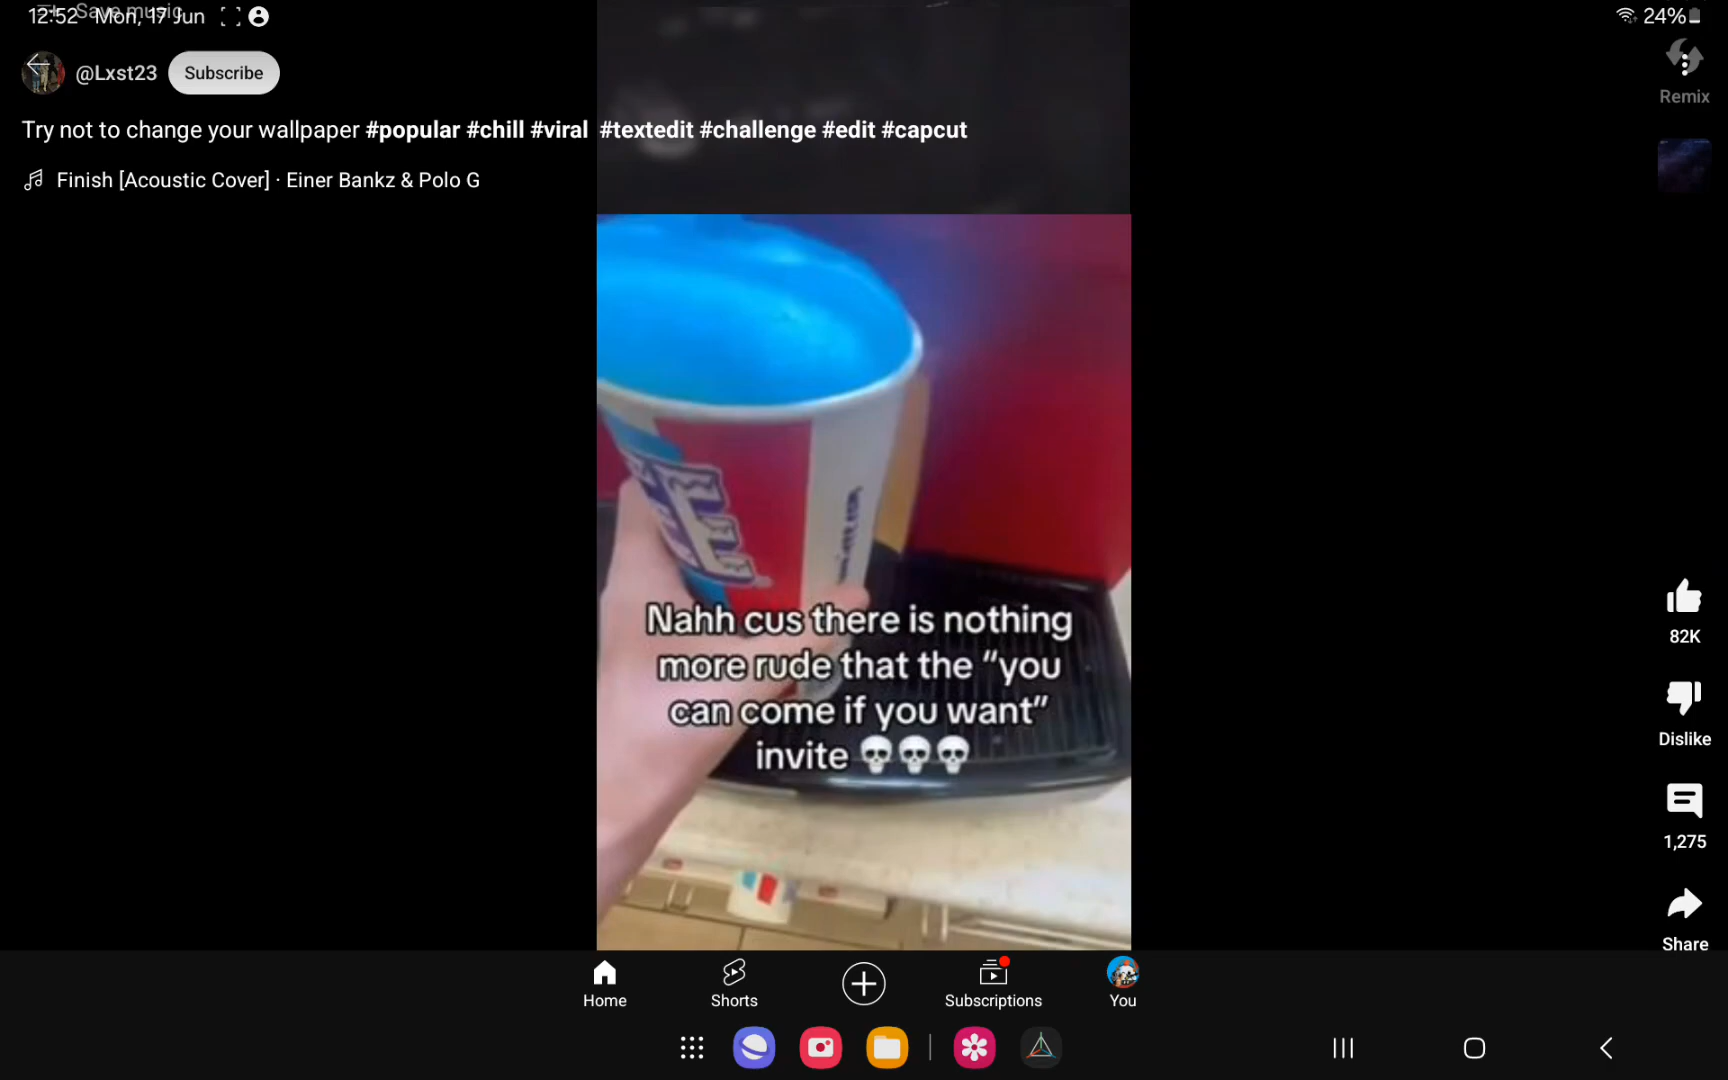 Save music
12:52 Mon, 17 Jun
24%
@Lxst23 Subscribe
Remix
Try not to change your wallpaper #popular #chill #viral #textedit #challenge #edit #capcut
Finish [Acoustic Cover] · Einer Bankz & Polo G
Nahh cus there is nothing
more rude that the “you
can come if you want”
invite 💀💀💀
82K
Dislike
1,275
Share
Home
Shorts
Subscriptions
You